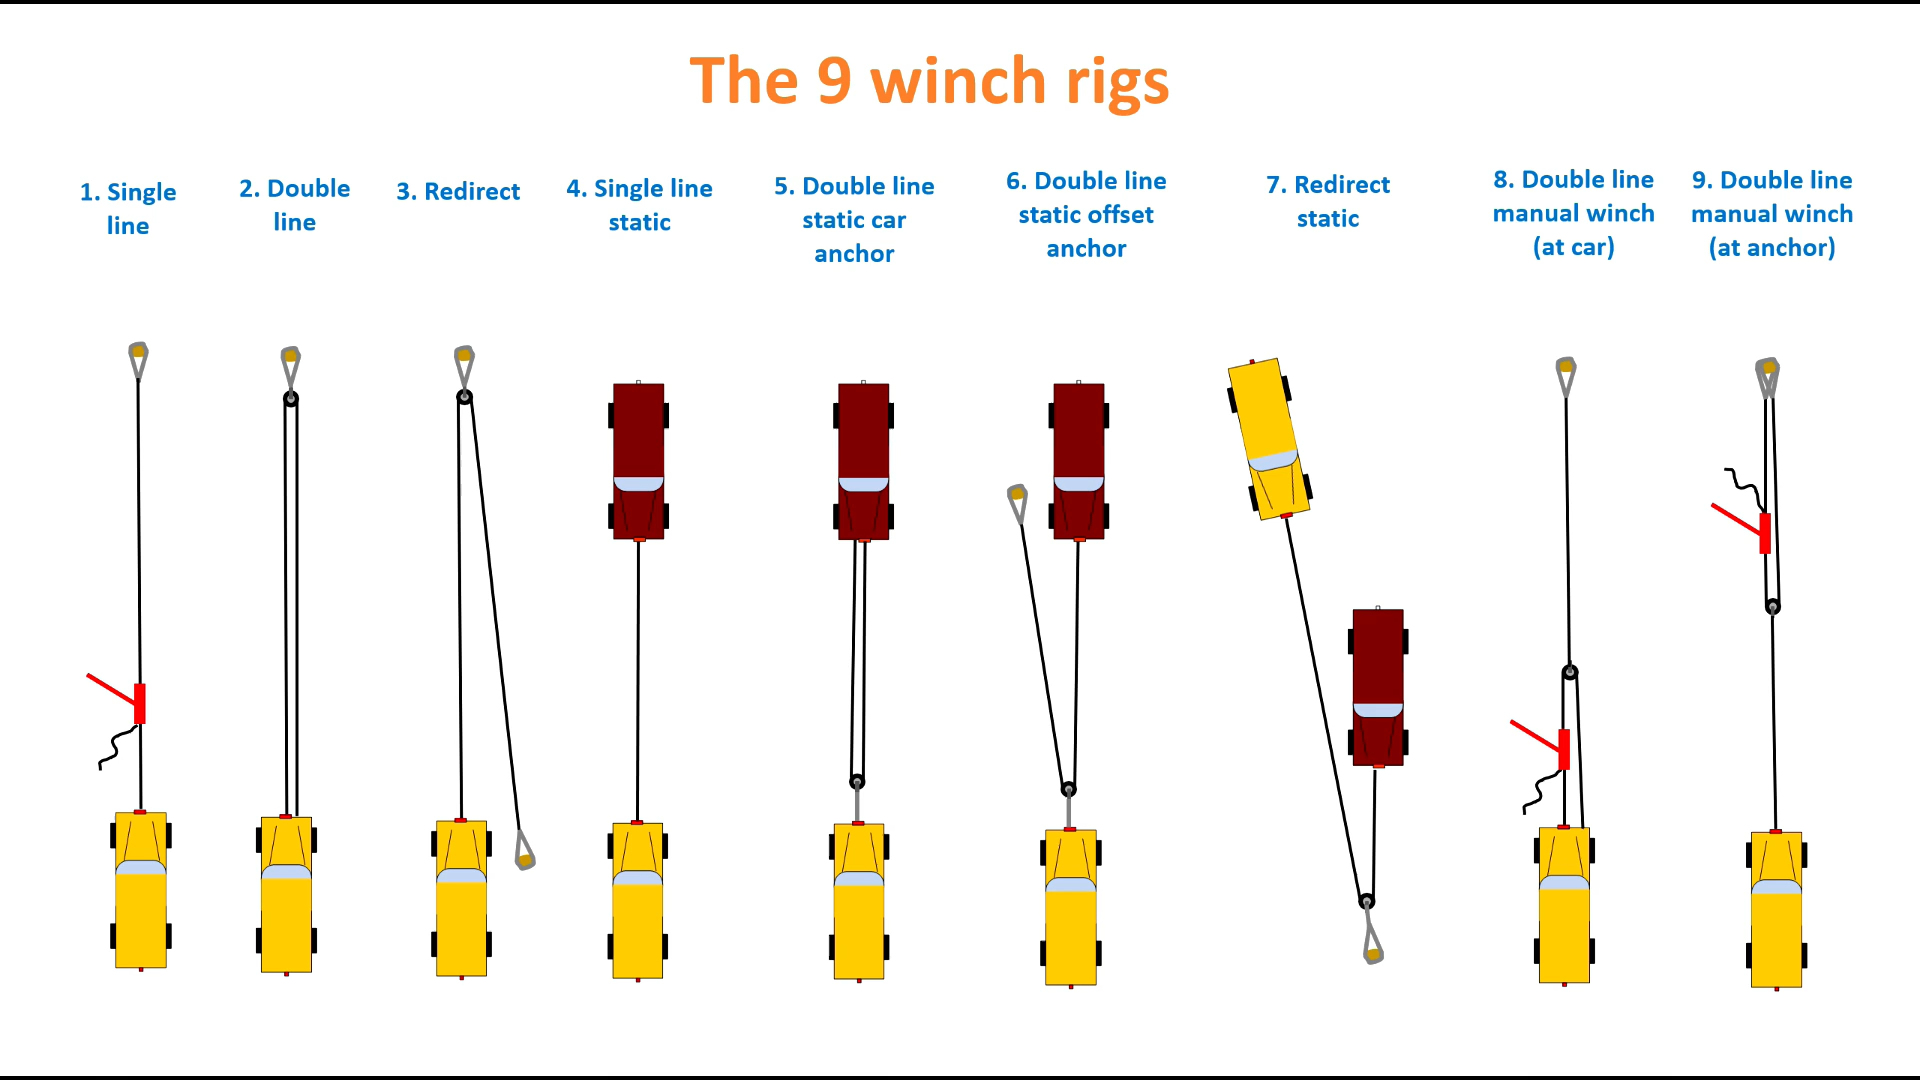 The 9 winch rigs
1. Single
line
2. Double
line
3. Redirect
4. Single line
static
5. Double line
static car
anchor
6. Double line
static offset
anchor
7. Redirect
static
8. Double line
manual winch
(at car)
9. Double line
manual winch
(at anchor)